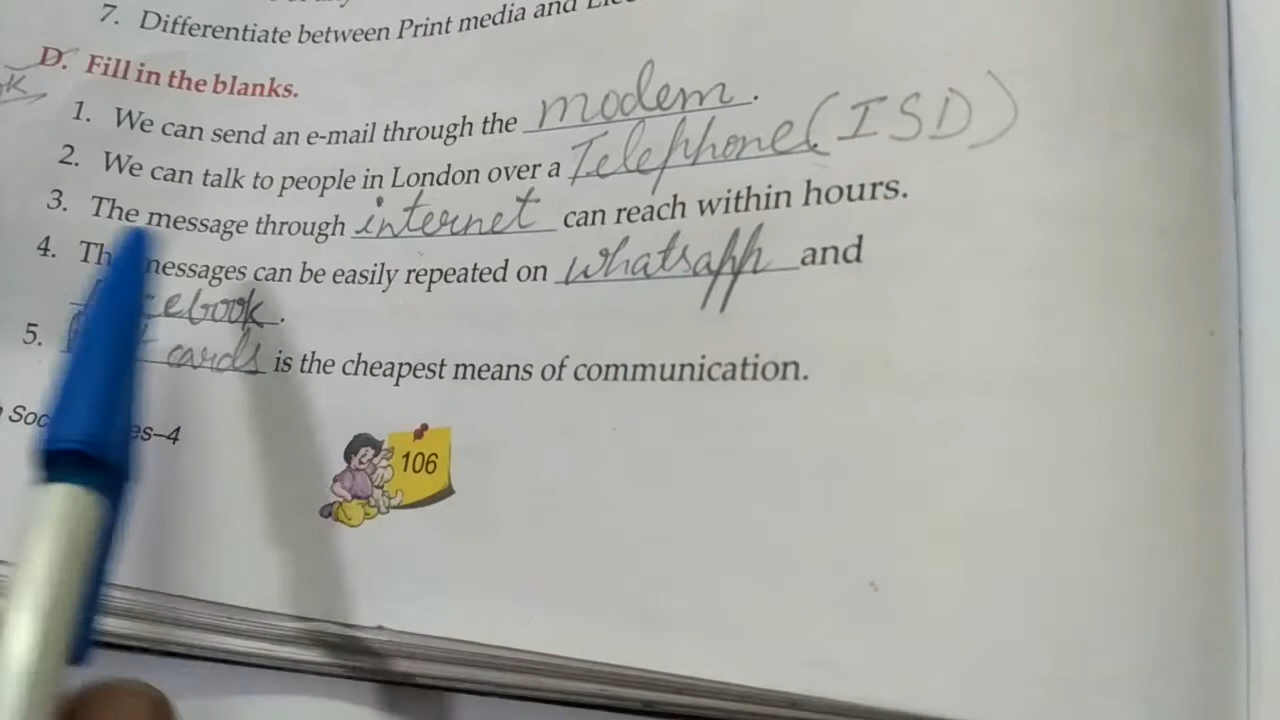 7. Differentiate between Print media and
D. Fill in the blanks.
1. We can send an e-mail through the modem.
2. We can talk to people in London over a Telephone (ISD)
3. The message through internet can reach within hours.
4. messages can be easily repeated on whatsapp and
cebook.
5. cards is the cheapest means of communication.
Soc es-4
106